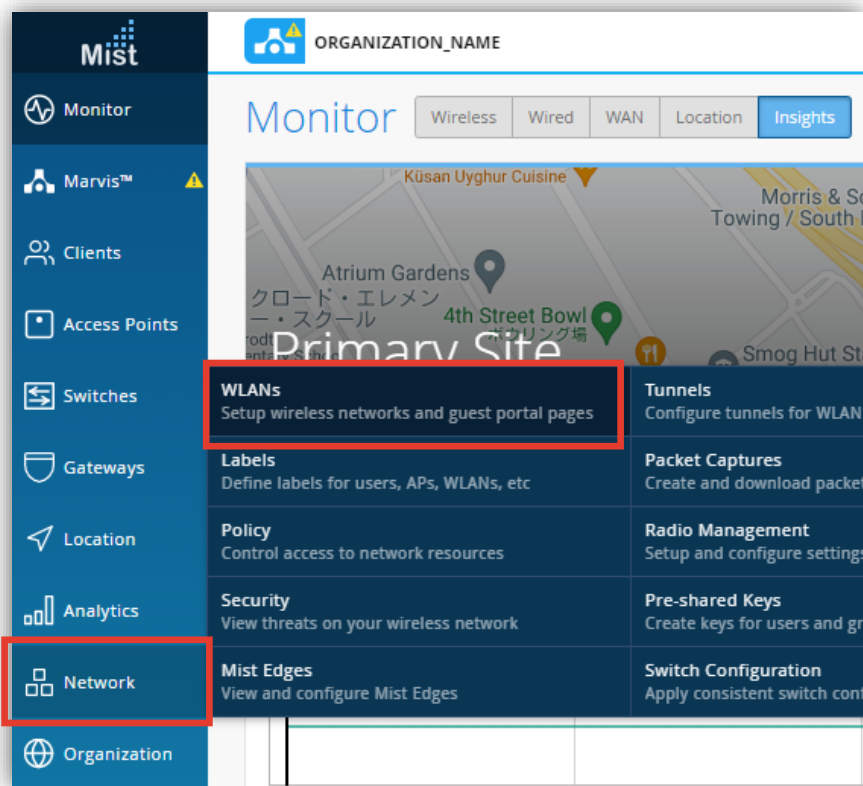 Mist
ORGANIZATION_NAME
Monitor
Marvis™
Clients
Access Points
Switches
Gateways
Location
Analytics
Network
Organization
Monitor
Wireless
Wired
WAN
Location
Insights
Küsan Uyghur Cuisine
Morris &
Towing / South
Atrium Gardens
クロード・エレメン
ー・スクール
4th Street Bowl
ボウリング場
Primary Site
Smog Hut
WLANs
Setup wireless networks and guest portal pages
Tunnels
Configure tunnels for WLAN
Labels
Define labels for users, APs, WLANs, etc
Packet Captures
Create and download packet
Policy
Control access to network resources
Radio Management
Setup and configure settings
Security
View threats on your wireless network
Pre-shared Keys
Create keys for users and gr
Mist Edges
View and configure Mist Edges
Switch Configuration
Apply consistent switch conf